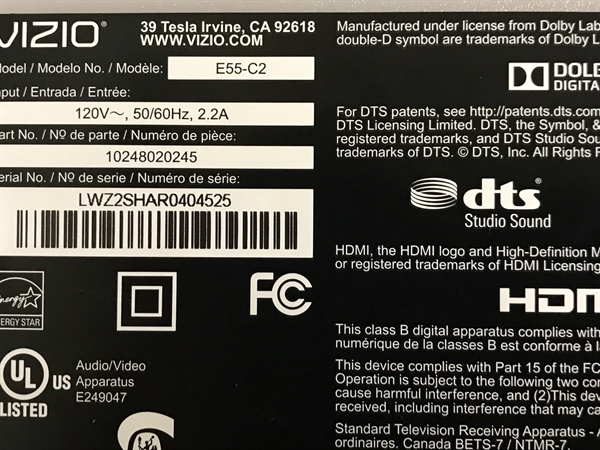 VIZIO®
39 Tesla Irvine, CA 92618
WWW.VIZIO.COM
Model / Modelo No. / Modèle:
E55-C2
Input / Entrada / Entrée:
120V~, 50/60Hz, 2.2A
Part No. / Nº de parte / Numéro de pièce:
10248020245
Serial No. / Nº de serie / Numéro de série:
LWZ2SHAR0404525
energy
ENERGY STAR
FC
UL
US
LISTED
Audio/Video
Apparatus
E249047
Manufactured under license from Dolby Lab
double-D symbol are trademarks of Dolby L
DOLB
DIGITA
For DTS patents, see http://patents.dts.com
DTS Licensing Limited. DTS, the Symbol, &
registered trademarks, and DTS Studio Sou
trademarks of DTS. © DTS, Inc. All Rights R
dts
Studio Sound
HDMI, the HDMI logo and High-Definition M
or registered trademarks of HDMI Licensing
HDM
This class B digital apparatus complies with
numérique de la classes B est conforme à la
This device complies with Part 15 of the FC
Operation is subject to the following two con
cause harmful interference, and (2)This dev
received, including interference that may ca
Standard Television Receiving Apparatus - A
ordinaires. Canada BETS-7 / NTMR-7.